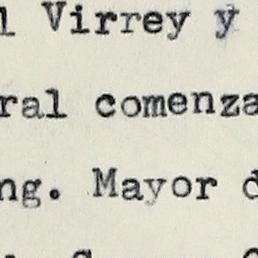 l Virrey y
ral comenza
ng. Mayor d